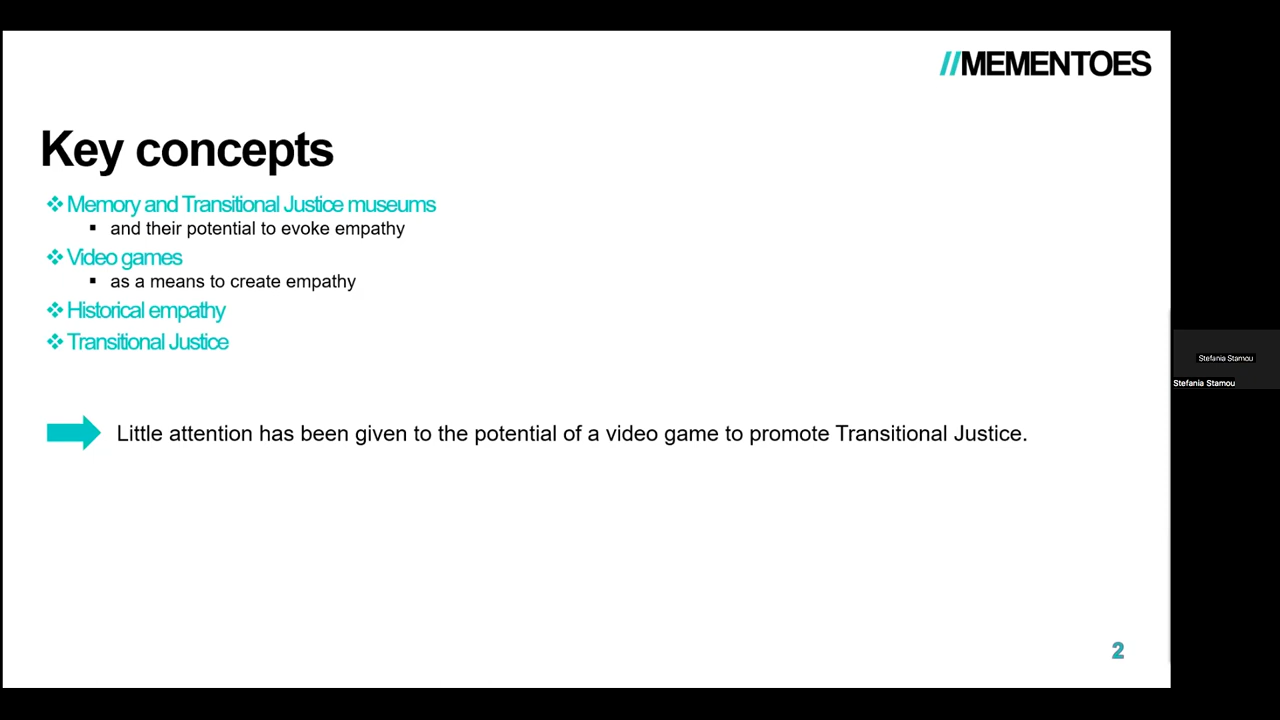 //MEMENTOES
Key concepts
❖ Memory and Transitional Justice museums
▪ and their potential to evoke empathy
❖ Video games
▪ as a means to create empathy
❖ Historical empathy
❖ Transitional Justice
Little attention has been given to the potential of a video game to promote Transitional Justice.
Stefania Stamou
Stefania Stamou
2